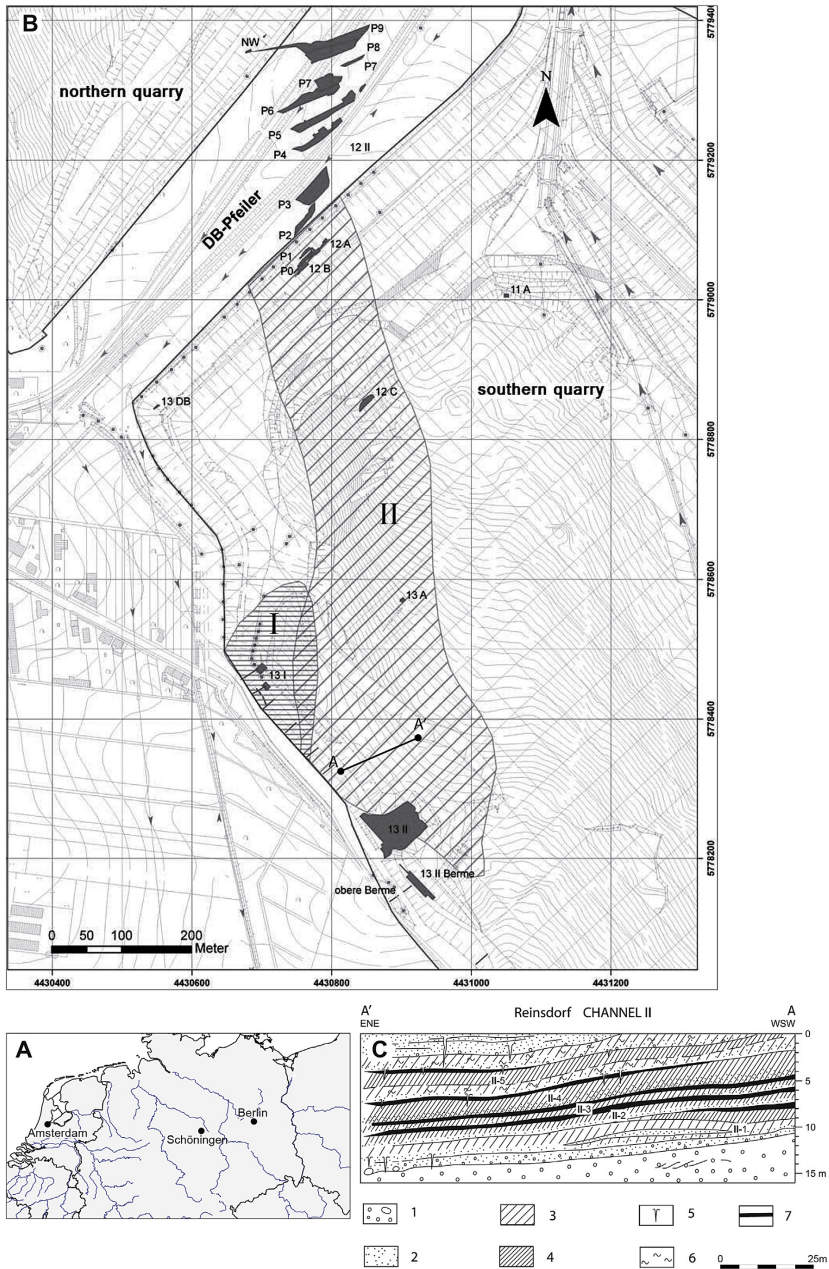 B
NW
P9
P8
P7
northern quarry
P7
P6
P5
P4
12 II
DB-Pfeiler
P3
P2
12 A
P1
P0
12 B
N
11 A
southern quarry
13 DB
12 C
II
13 A
I
13 I
A
A'
13 II
13 II Berme
obere Berme
0 50 100 200
Meter
5779400
5779200
5779000
5778800
5778600
5778400
5778200
4430400 4430600 4430800 4431000 4431200
A
Amsterdam
Berlin
Schöningen
A' Reinsdorf CHANNEL II A
ENE WSW
C
II-5
II-4
II-3
II-2
II-1
0
5
10
15 m
1 3 5 7
2 4 6
0 25m